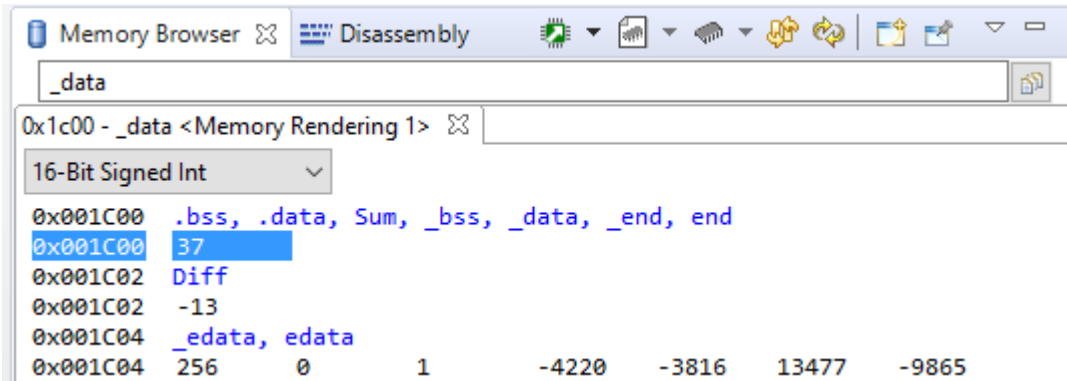 Memory Browser Disassembly
_data
0x1c00 - _data <Memory Rendering 1>
16-Bit Signed Int
0x001C00 .bss, .data, Sum, _bss, _data, _end, end
0x001C00 37
0x001C02 Diff
0x001C02 -13
0x001C04 _edata, edata
0x001C04 256 0 1 -4220 -3816 13477 -9865